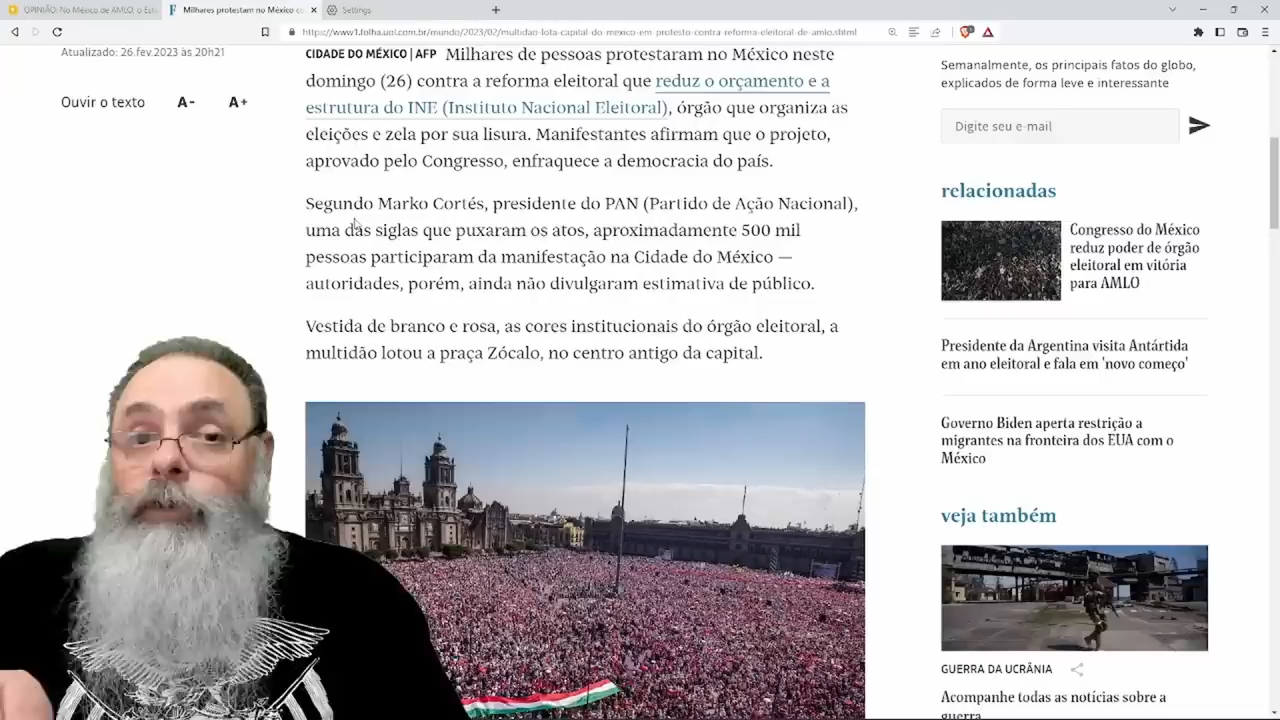 OPINIÃO: No México de AMLO, o Esta
Milhares protestam no México co
Settings
https://www1.folha.uol.com.br/mundo/2023/02/multidao-lota-capital-do-mexico-em-protesto-contra-reforma-eleitoral-de-amlo.shtml
Atualizado: 26.fev.2023 às 20h21
Ouvir o texto A- A+
CIDADE DO MÉXICO | AFP Milhares de pessoas protestaram no México neste
domingo (26) contra a reforma eleitoral que reduz o orçamento e a
estrutura do INE (Instituto Nacional Eleitoral), órgão que organiza as
eleições e zela por sua lisura. Manifestantes afirmam que o projeto,
aprovado pelo Congresso, enfraquece a democracia do país.
Segundo Marko Cortés, presidente do PAN (Partido de Ação Nacional),
uma das siglas que puxaram os atos, aproximadamente 500 mil
pessoas participaram da manifestação na Cidade do México —
autoridades, porém, ainda não divulgaram estimativa de público.
Vestida de branco e rosa, as cores institucionais do órgão eleitoral, a
multidão lotou a praça Zócalo, no centro antigo da capital.
Semanalmente, os principais fatos do globo,
explicados de forma leve e interessante
Digite seu e-mail
relacionadas
Congresso do México
reduz poder de órgão
eleitoral em vitória
para AMLO
Presidente da Argentina visita Antártida
em ano eleitoral e fala em 'novo começo'
Governo Biden aperta restrição a
migrantes na fronteira dos EUA com o
México
veja também
GUERRA DA UCRÂNIA
Acompanhe todas as notícias sobre a
guerra